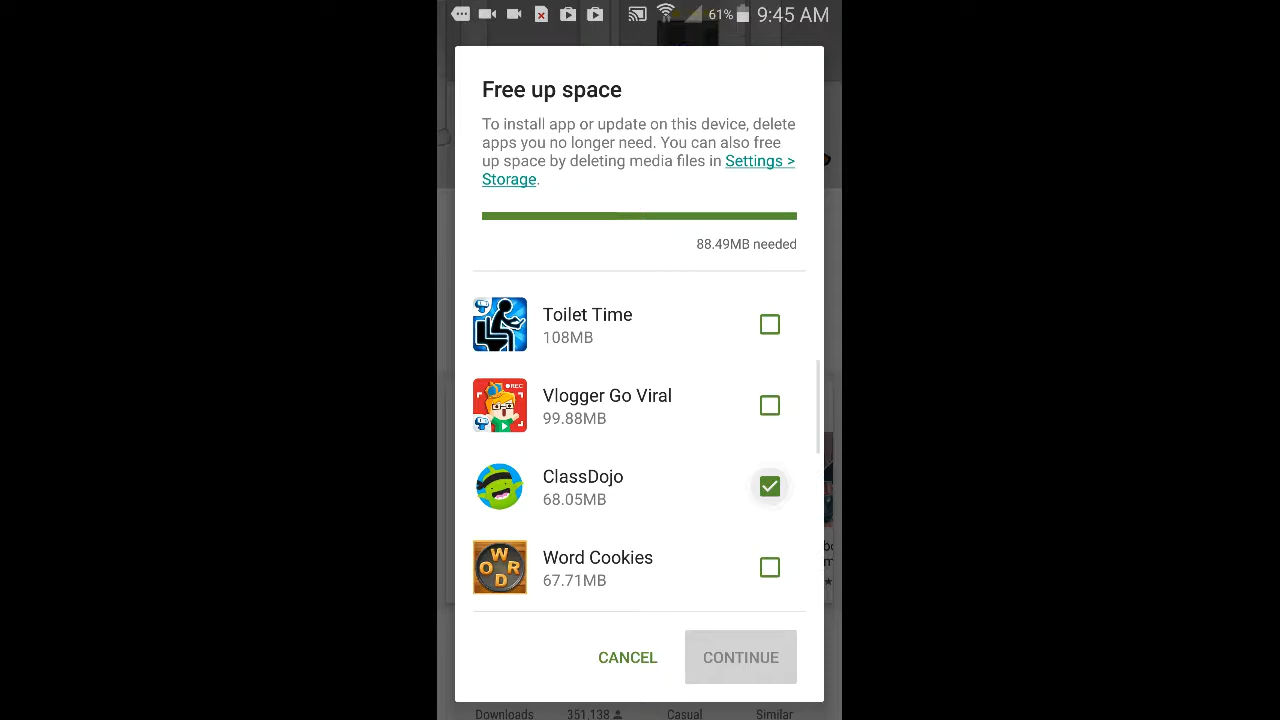 61% 9:45 AM
Free up space
To install app or update on this device, delete
apps you no longer need. You can also free
up space by deleting media files in Settings >
Storage.
88.49MB needed
Toilet Time
108MB
REC
Vlogger Go Viral
99.88MB
ClassDojo
68.05MB
W
O R
D
Word Cookies
67.71MB
CANCEL CONTINUE
Downloads 351,138 Casual Similar